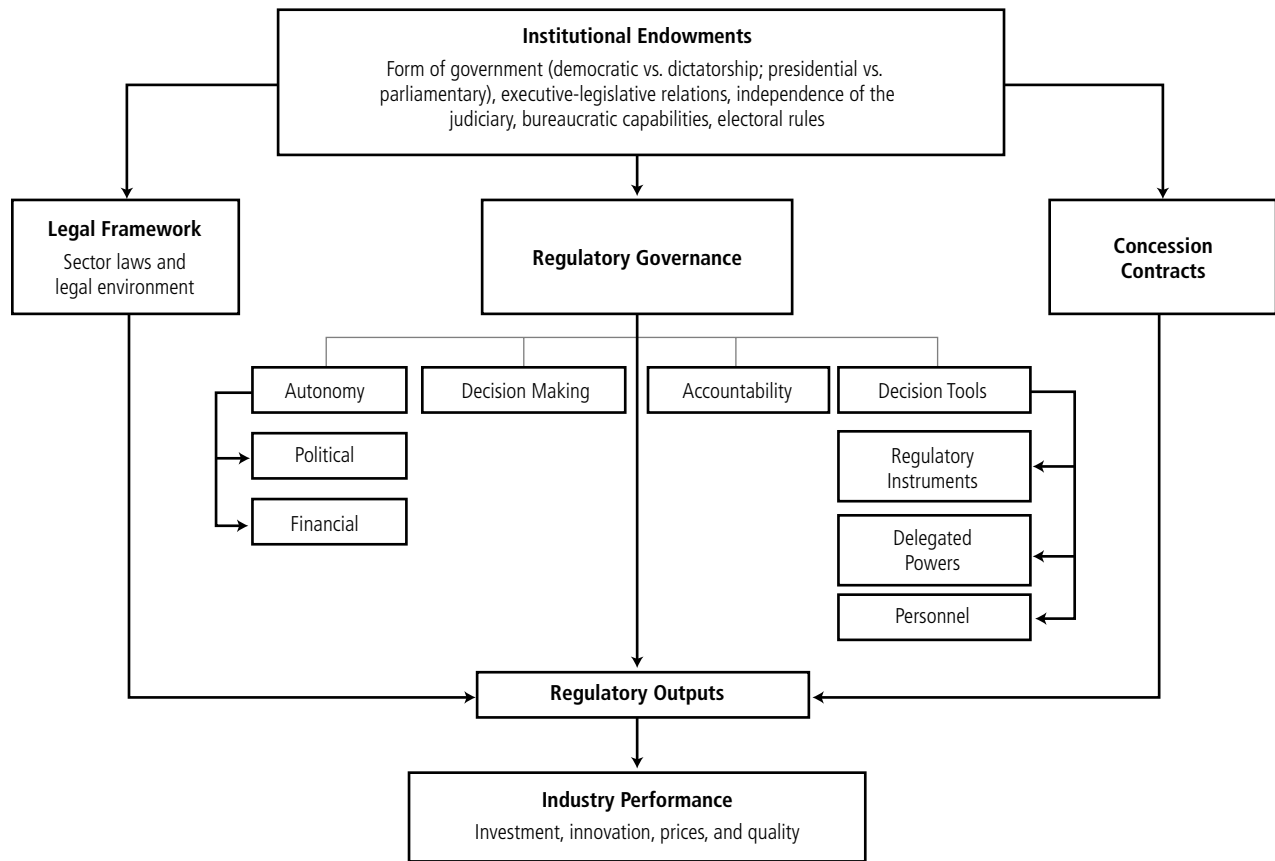 Institutional Endowments
Form of government (democratic vs. dictatorship; presidential vs.
parliamentary), executive-legislative relations, independence of the
judiciary, bureaucratic capabilities, electoral rules
Legal Framework
Sector laws and
legal environment
Regulatory Governance
Concession
Contracts
Autonomy
Decision Making
Accountability
Decision Tools
Political
Financial
Regulatory
Instruments
Delegated
Powers
Personnel
Regulatory Outputs
Industry Performance
Investment, innovation, prices, and quality